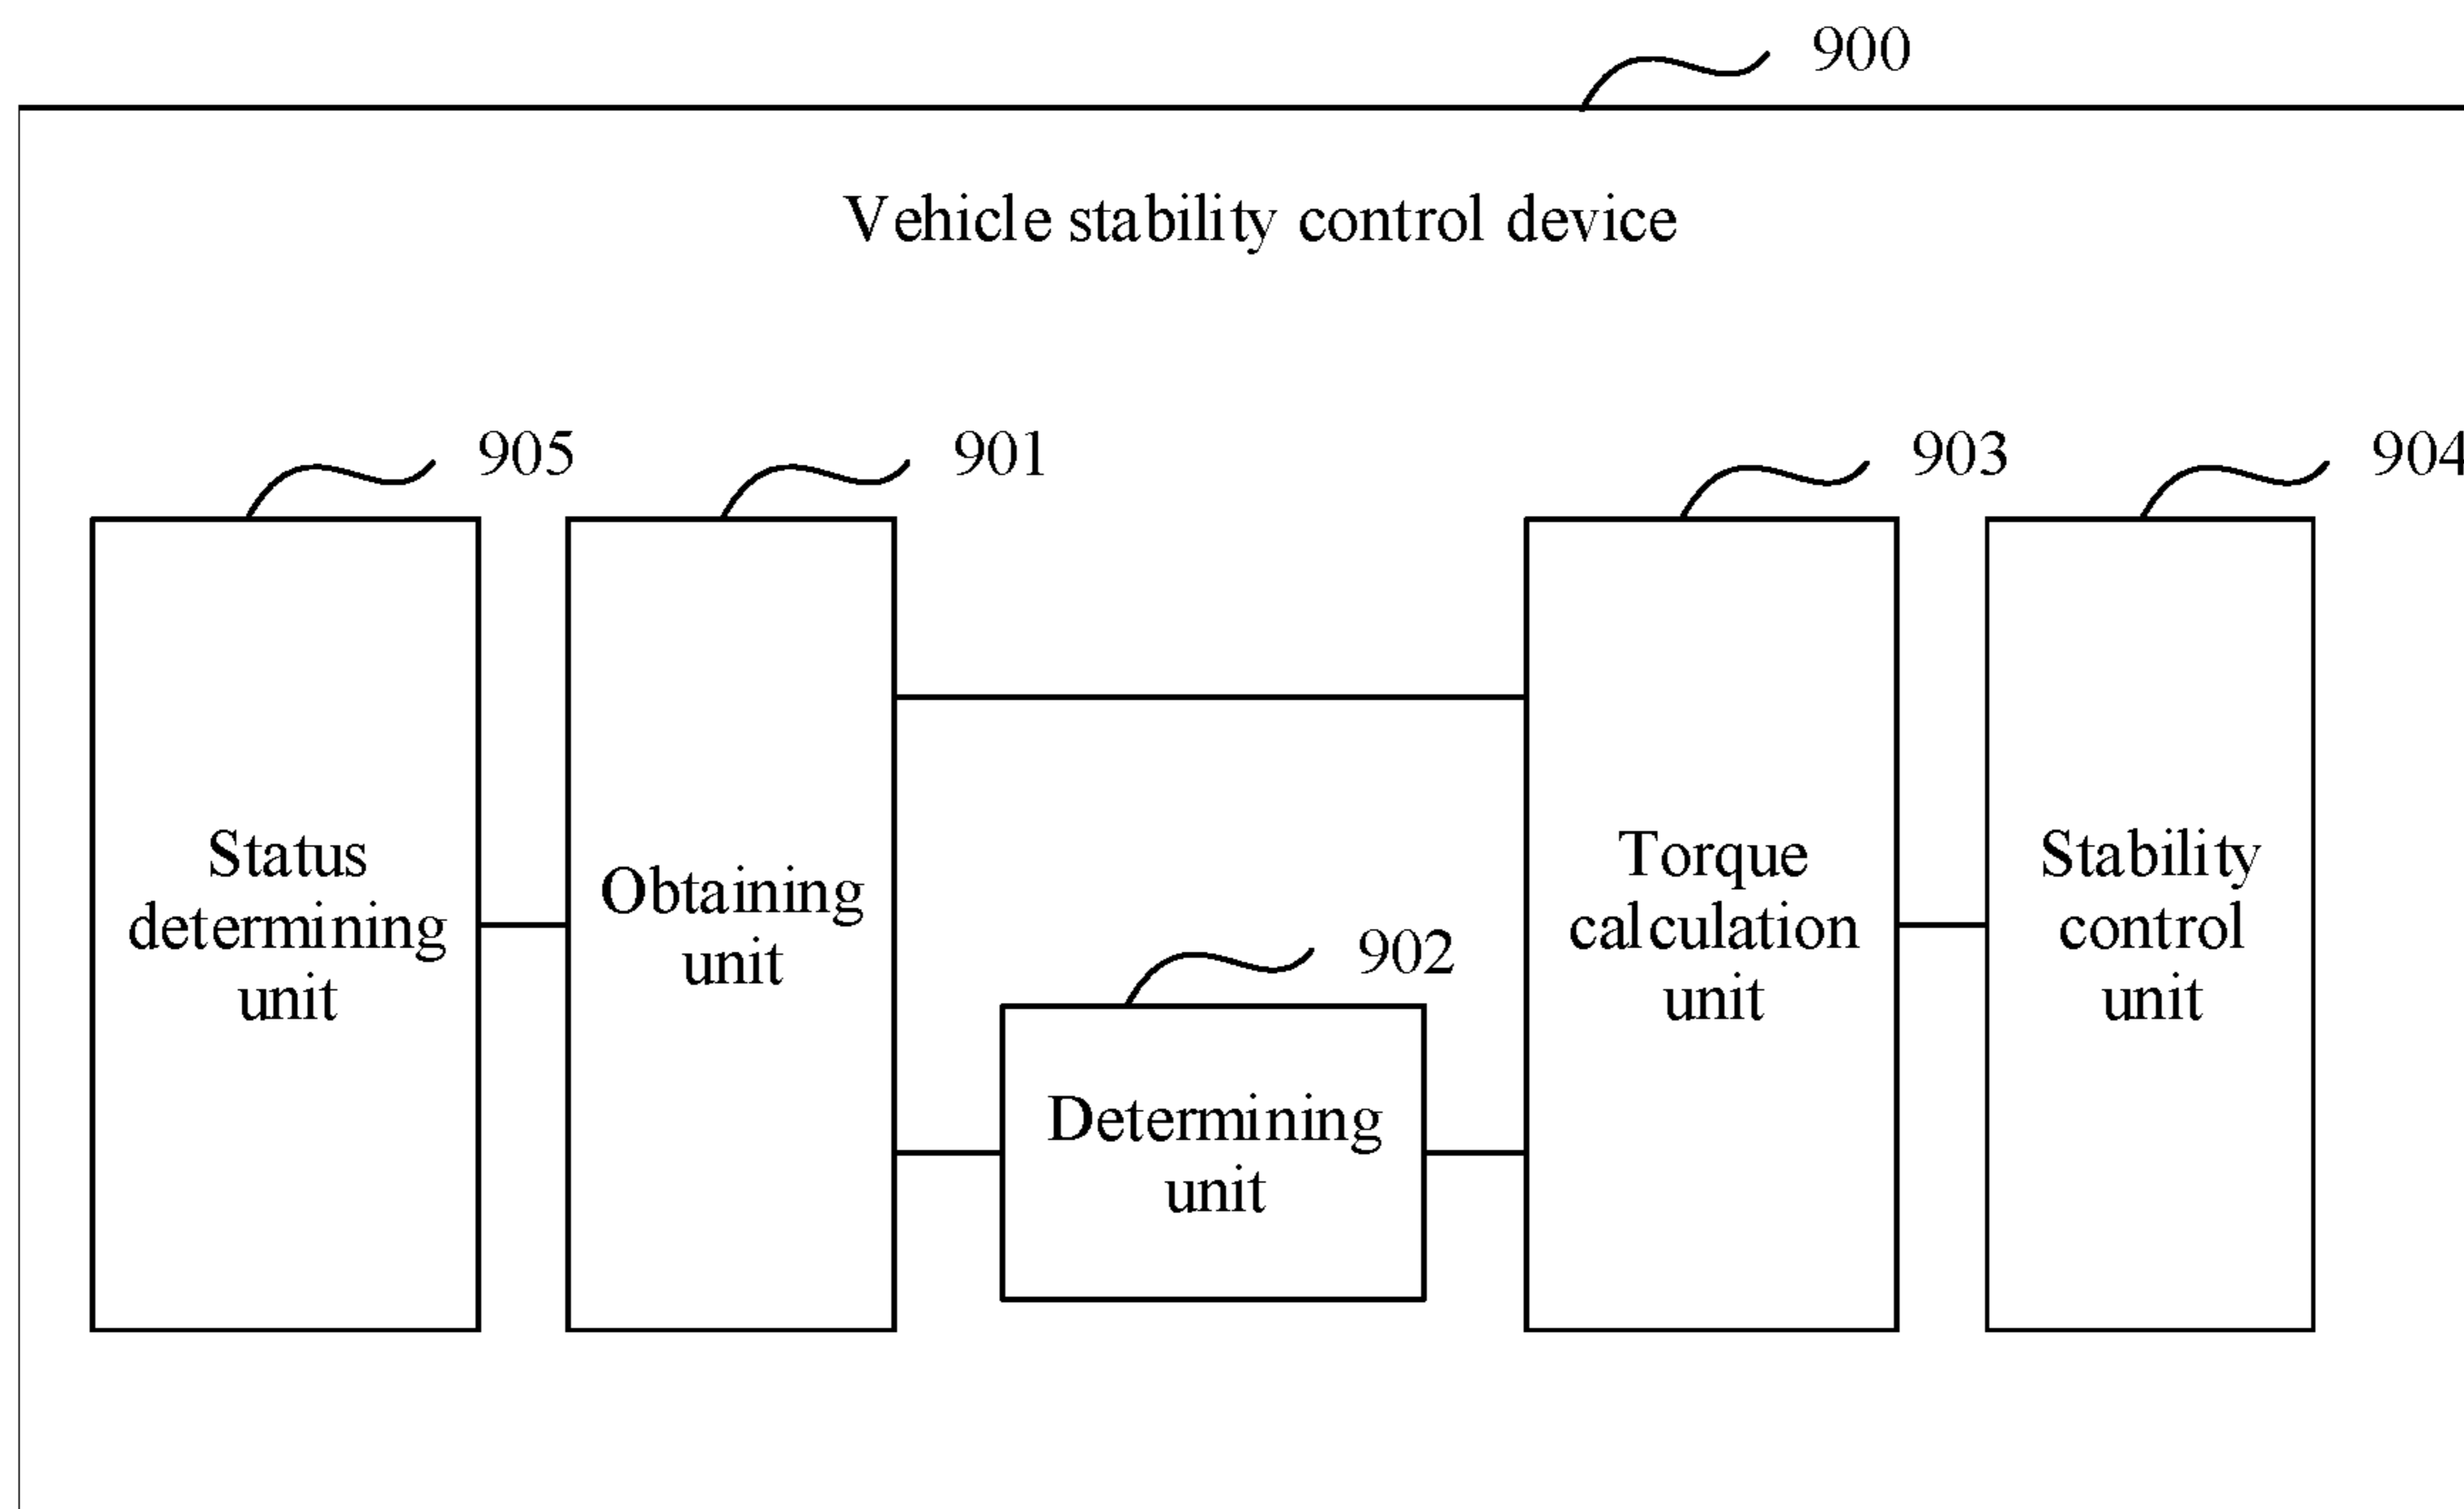 900
Vehicle stability control device
905
901
903
904
Status
determining
unit
Obtaining
unit
902
Determining
unit
Torque
calculation
unit
Stability
control
unit